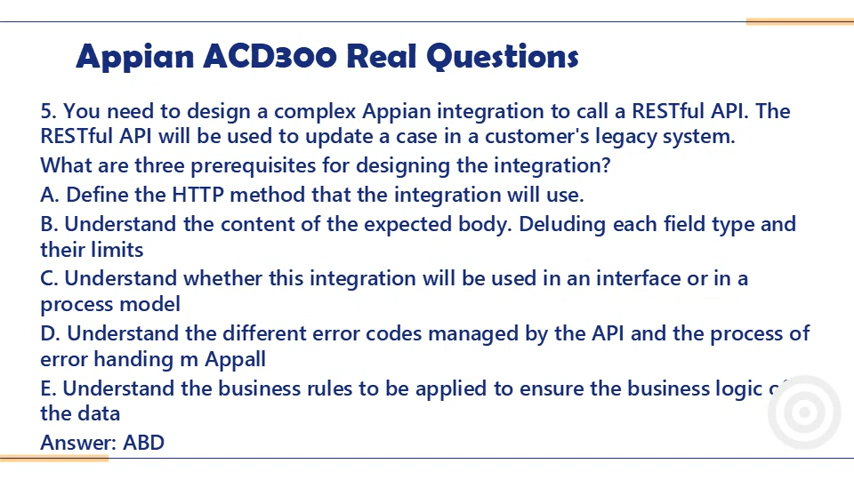 Appian ACD300 Real Questions
5. You need to design a complex Appian integration to call a RESTful API. The
RESTful API will be used to update a case in a customer's legacy system.
What are three prerequisites for designing the integration?
A. Define the HTTP method that the integration will use.
B. Understand the content of the expected body. Deluding each field type and
their limits
C. Understand whether this integration will be used in an interface or in a
process model
D. Understand the different error codes managed by the API and the process of
error handing m Appall
E. Understand the business rules to be applied to ensure the business logic of
the data
Answer: ABD